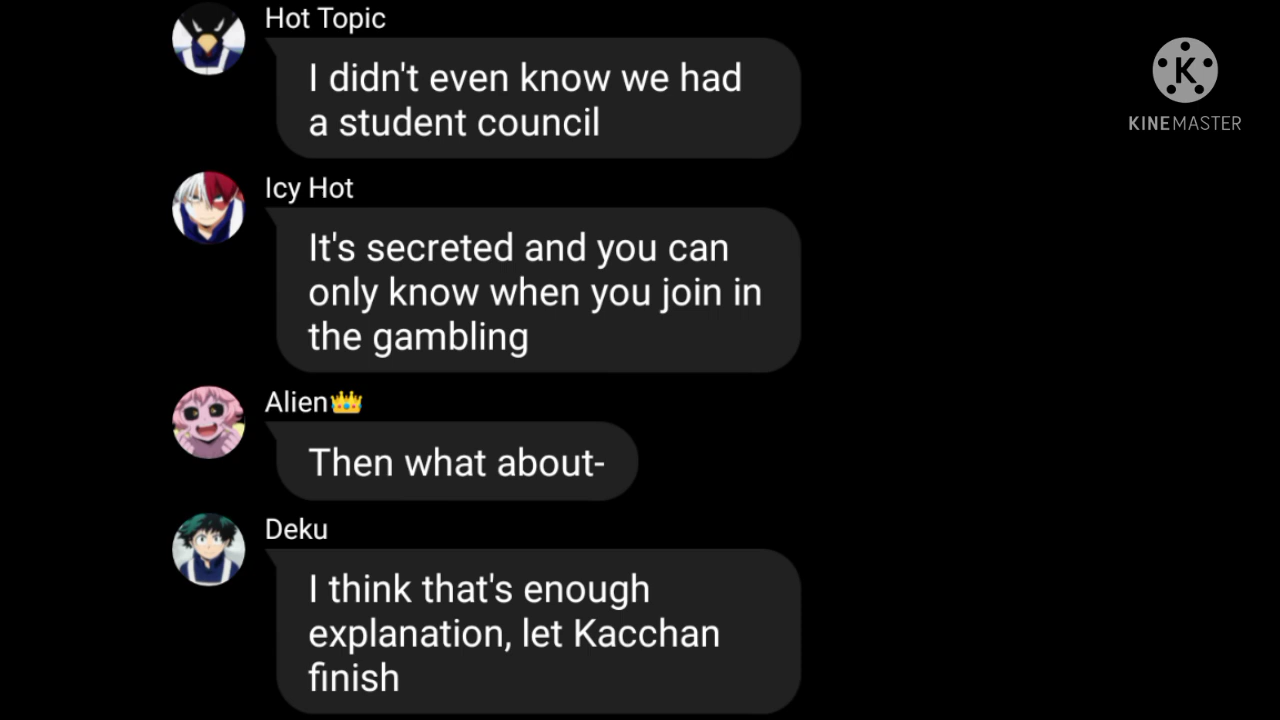 Hot Topic
I didn't even know we had
a student council
KINEMASTER
Icy Hot
It's secreted and you can
only know when you join in
the gambling
Alien👑
Then what about-
Deku
I think that's enough
explanation, let Kacchan
finish